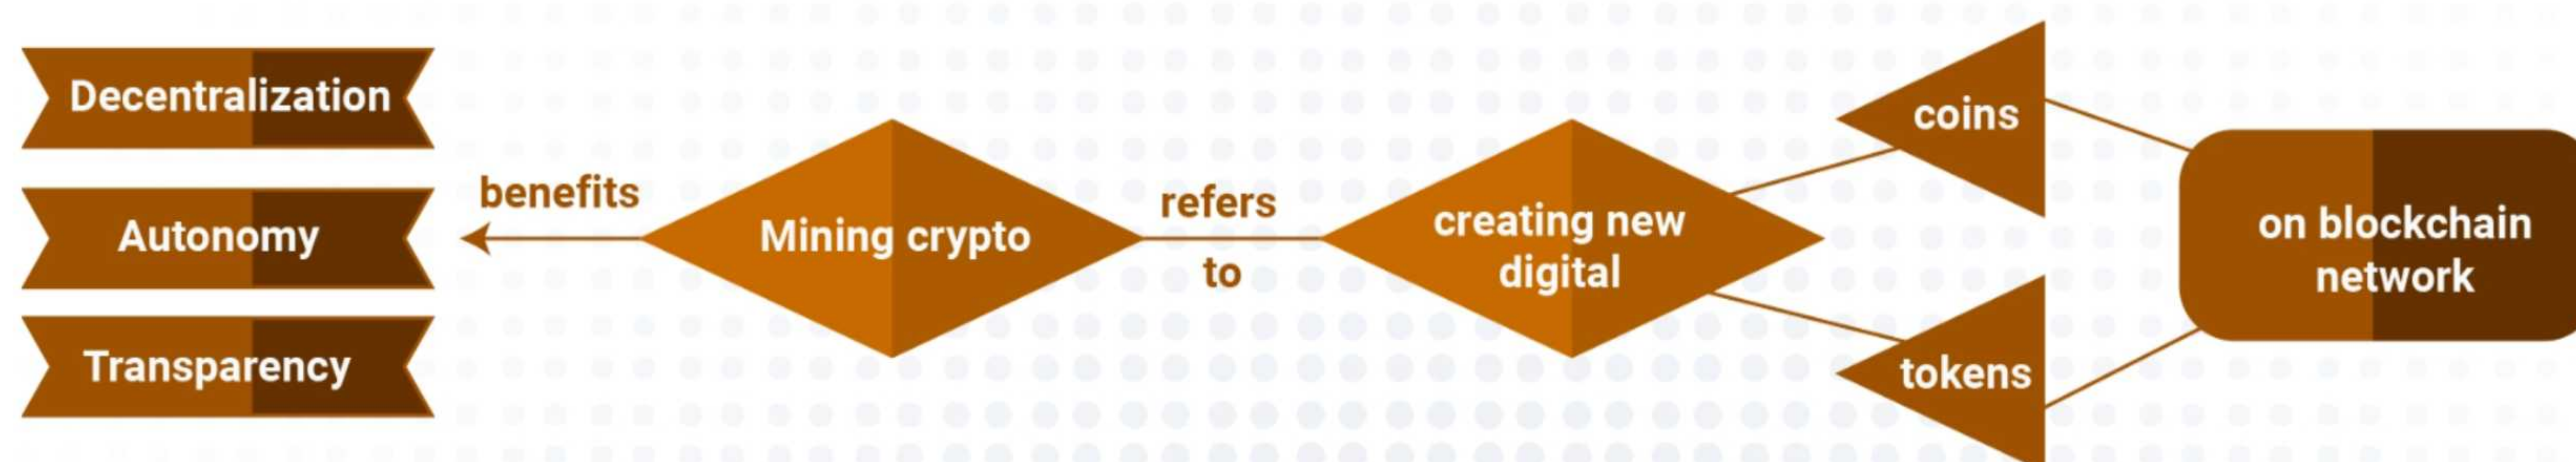 Decentralization
Autonomy
Transparency
benefits
Mining crypto
refers
to
creating new
digital
coins
tokens
on blockchain
network